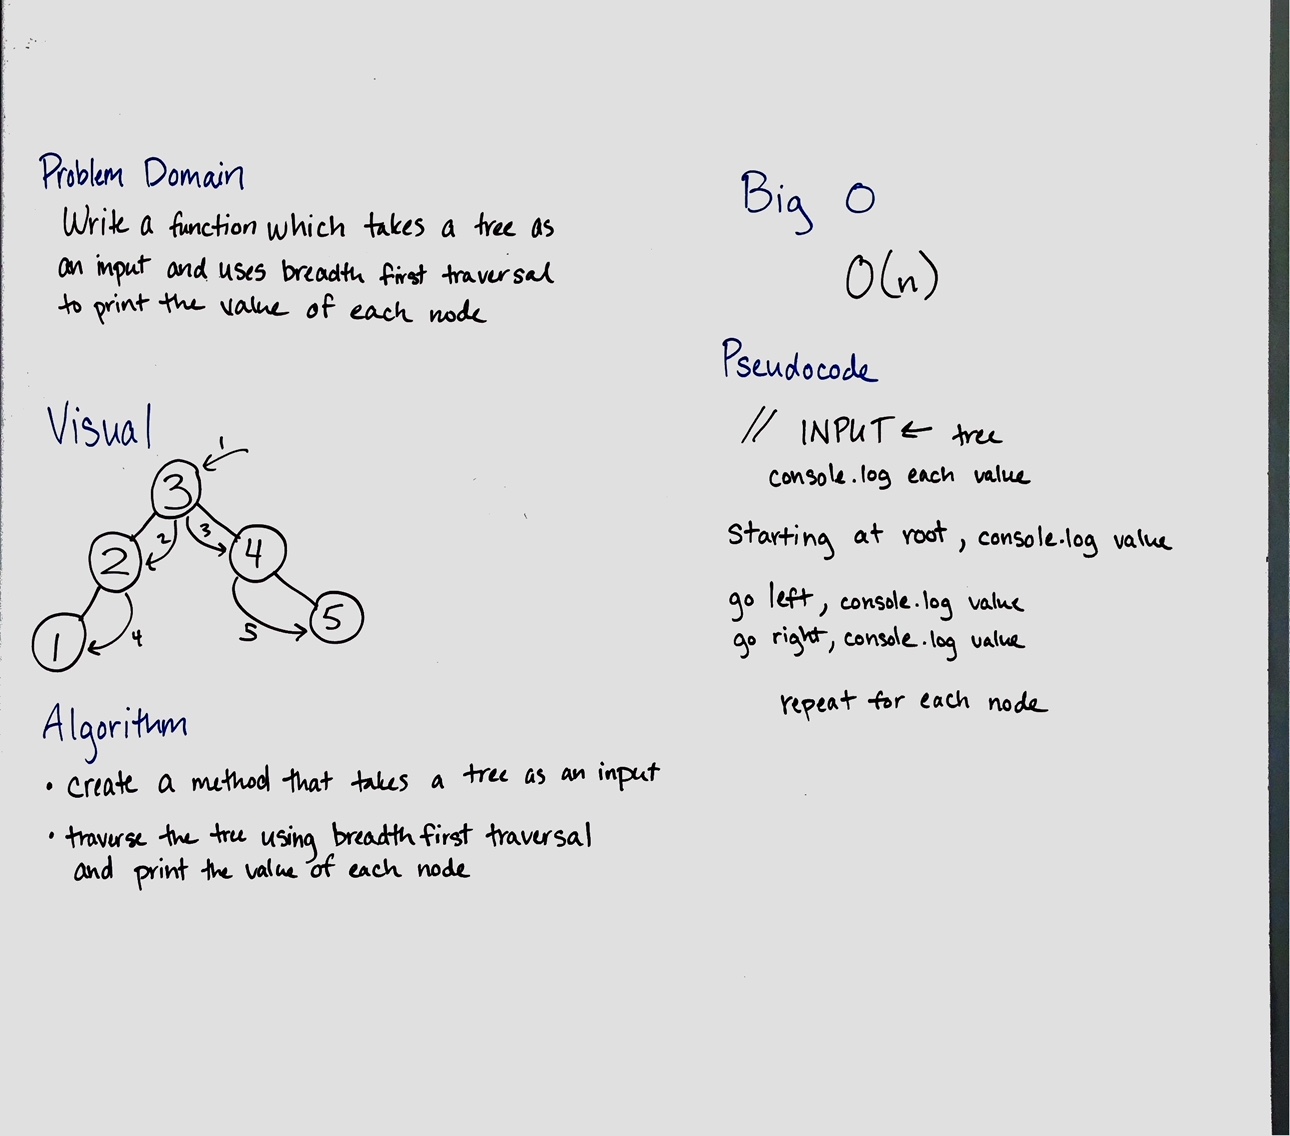 Problem Domain
Write a function which takes a tree as
an input and uses breadth first traversal
to print the value of each node
Visual
1
3
2
3
2
4
1
4
5
5
Algorithm
• create a method that takes a tree as an input
• traverse the tree using breadth first traversal
and print the value of each node
Big O
O(n)
Pseudocode
// INPUT ← tree
console.log each value
Starting at root, console.log value
go left, console.log value
go right, console.log value
repeat for each node